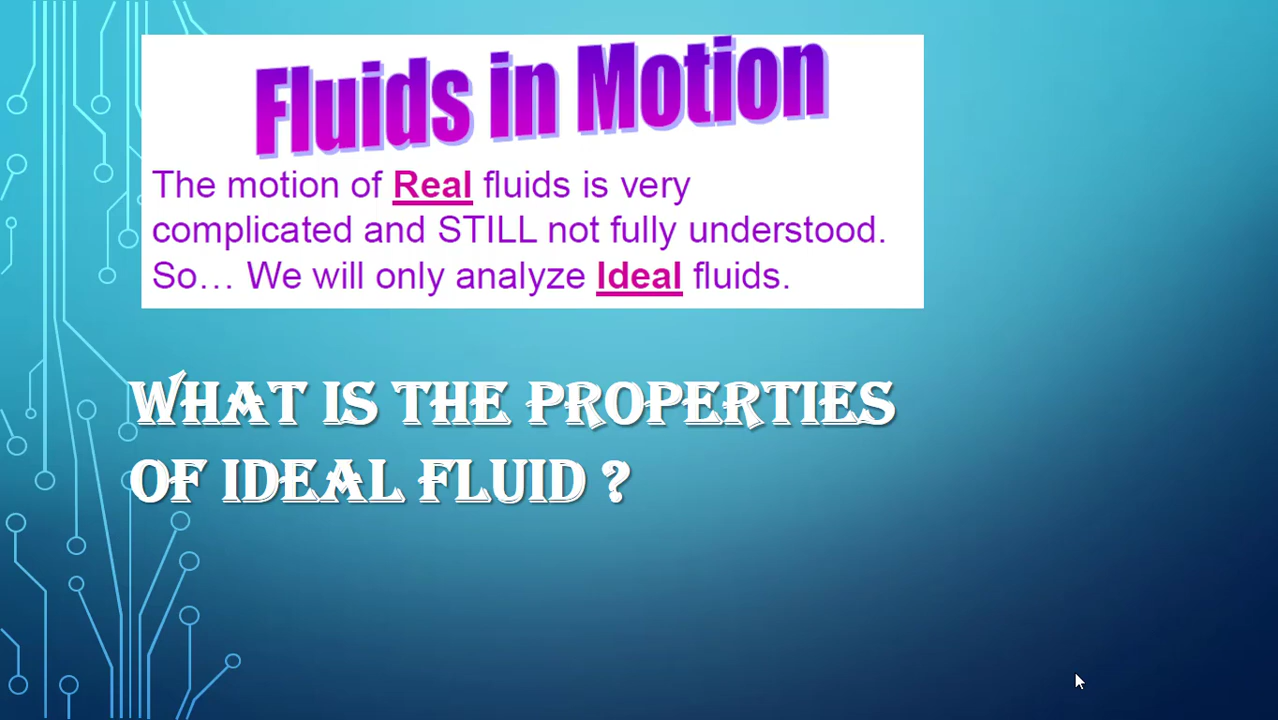 Fluids in Motion
The motion of Real fluids is very
complicated and STILL not fully understood.
So... We will only analyze Ideal fluids.
WHAT IS THE PROPERTIES
OF IDEAL FLUID ?